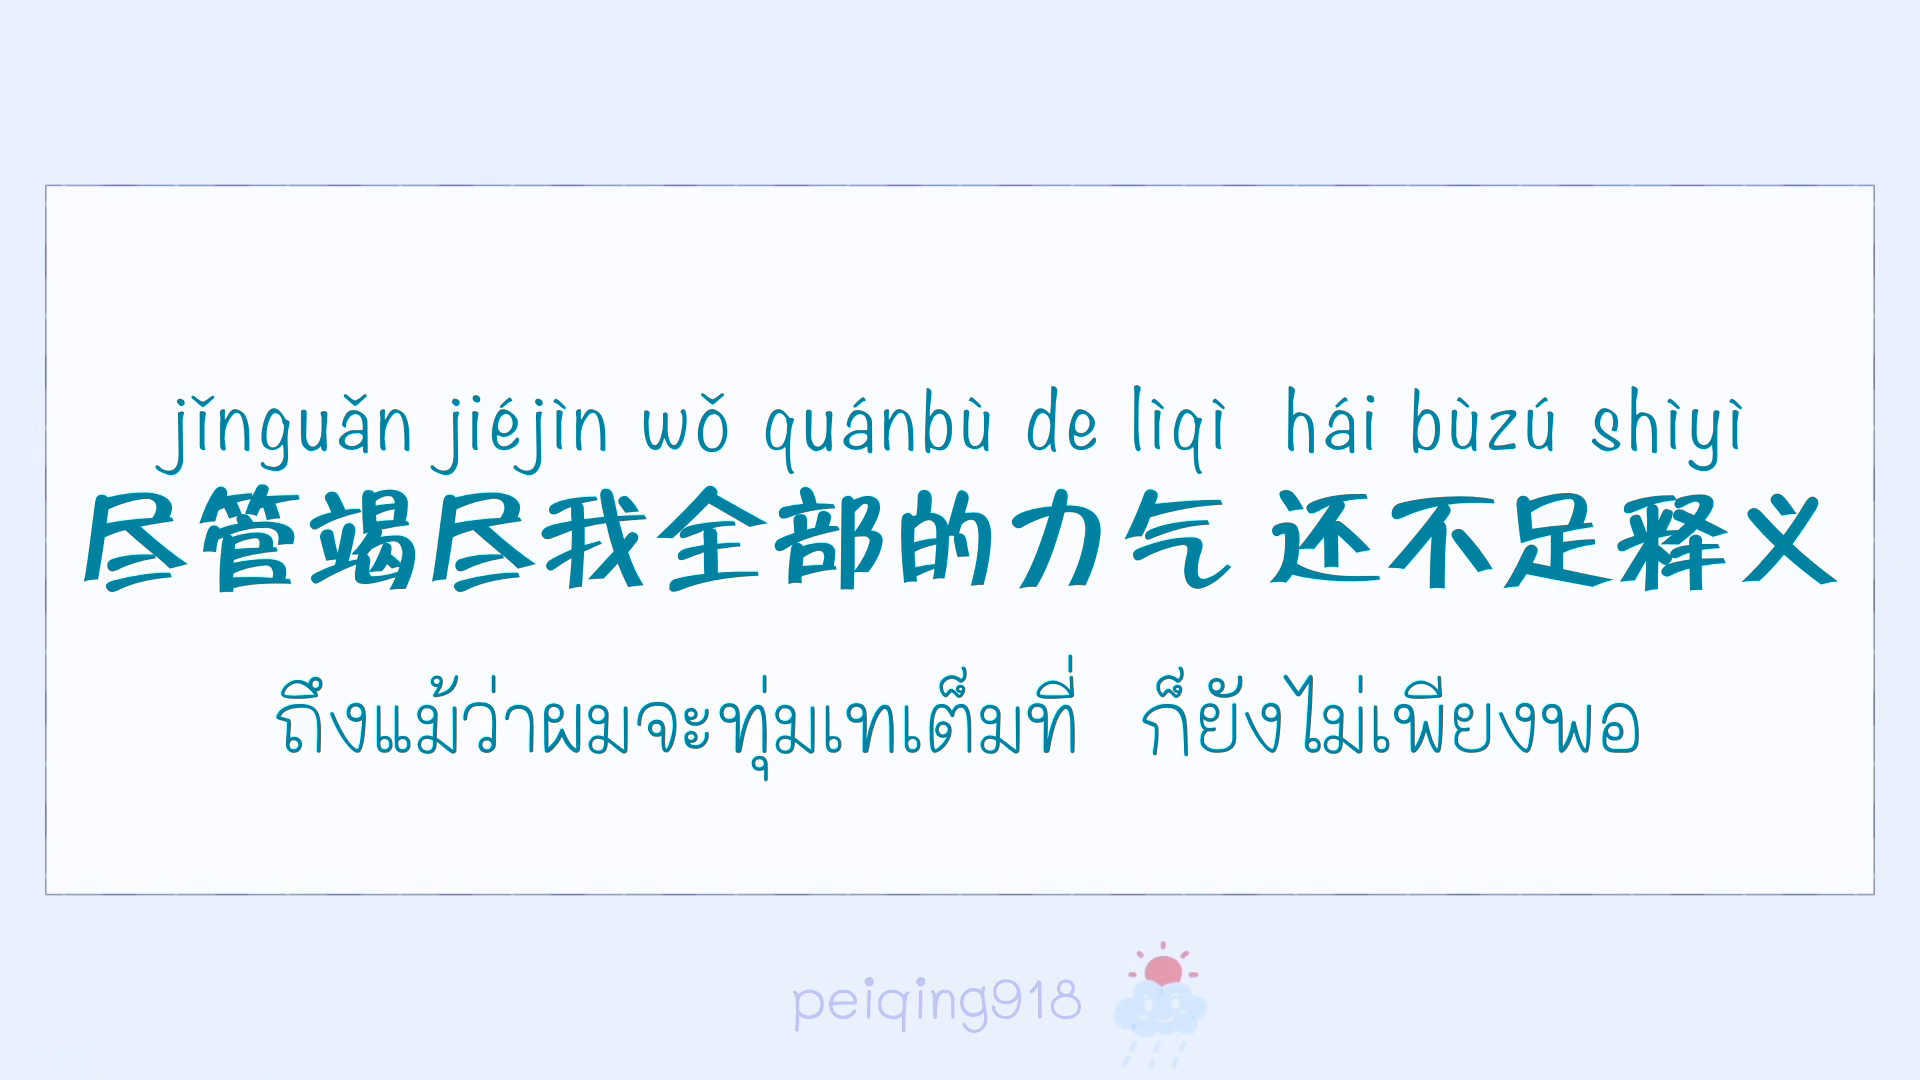 jǐnguǎn jiéjìn wǒ quánbù de lìqì  hái bùzú shìyì
尽管竭尽我全部的力气 还不足释义
ถึงแม้ว่าผมจะทุ่มเทเต็มที่  ก็ยังไม่เพียงพอ
peiqing918